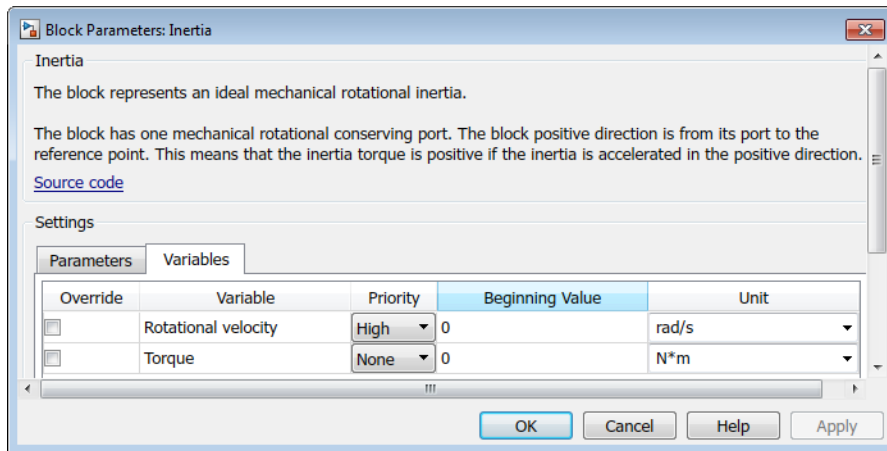 Block Parameters: Inertia
Inertia
The block represents an ideal mechanical rotational inertia.
The block has one mechanical rotational conserving port. The block positive direction is from its port to the
reference point. This means that the inertia torque is positive if the inertia is accelerated in the positive direction.
Source code
Settings
Parameters Variables
Override Variable Priority Beginning Value Unit
Rotational velocity High 0 rad/s
Torque None 0 N*m
OK Cancel Help Apply